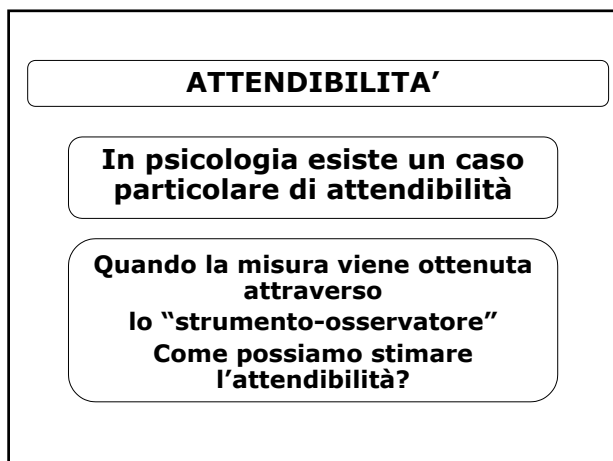 ATTENDIBILITA’
In psicologia esiste un caso
particolare di attendibilità
Quando la misura viene ottenuta
attraverso
lo “strumento-osservatore”
Come possiamo stimare
l’attendibilità?